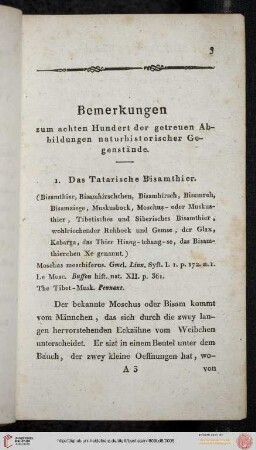 3
Bemerkungen
zum achten Hundert der getreuen Ab-
bildungen naturhistorischer Ge-
genstände.
1. Das Tatarische Bisamthier.
(Bisamthier, Bisamhirschchen, Bisamhirsch, Bisamreh,
Bisamziege, Muskusbock, Moschus- oder Muskus-
thier, Tibetisches und Siberisches Bisamthier,
wohlriechender Rehbock und Gemse, der Glax,
Kabarga, das Thier Hiang-tchang-se, das Bisam-
thierchen Xe genannt.)
Moschus moschiferus. Gmel. Linn. Syst. I. 1. p. 172. n. 1.
Le Musc. Buffon hist. nat. XII. p. 361.
The Tibet-Musk. Pennant.
Der bekannte Moschus oder Bisam kommt
vom Männchen, das sich durch die zwey lan-
gen hervorstehenden Eckzähne vom Weibchen
unterscheidet. Er sizt in einem Beutel unter dem
Bauch, der zwey kleine Oeffnungen hat, wo-
A 3 von